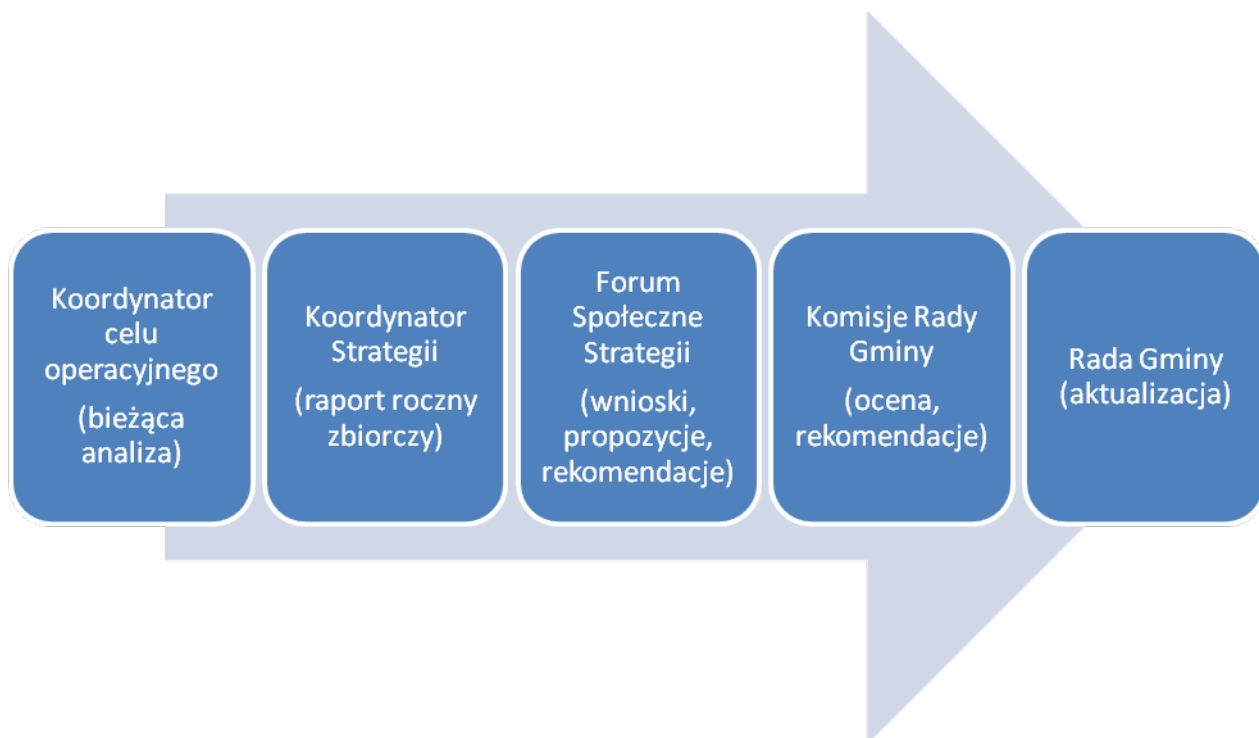 Koordynator
celu
operacyjnego
(bieżąca
analiza)
Koordynator
Strategii
(raport roczny
zbiorczy)
Forum
Społeczne
Strategii
(wnioski,
propozycje,
rekomendacje)
Komisje Rady
Gminy
(ocena,
rekomendacje)
Rada Gminy
(aktualizacja)